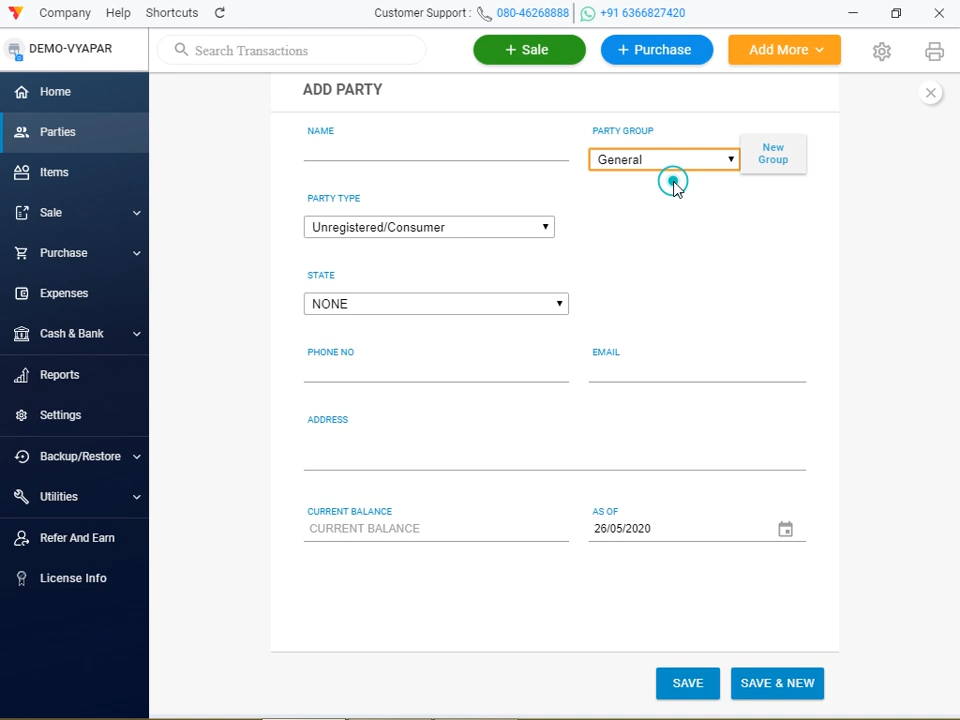 Company Help Shortcuts Customer Support : 080-46268888 +91 6366827420
DEMO-VYAPAR Search Transactions + Sale + Purchase Add More
Home
Parties
Items
Sale
Purchase
Expenses
Cash & Bank
Reports
Settings
Backup/Restore
Utilities
Refer And Earn
License Info
ADD PARTY
NAME
PARTY GROUP
General
New
Group
PARTY TYPE
Unregistered/Consumer
STATE
NONE
PHONE NO
EMAIL
ADDRESS
CURRENT BALANCE
CURRENT BALANCE
AS OF
26/05/2020
SAVE
SAVE & NEW